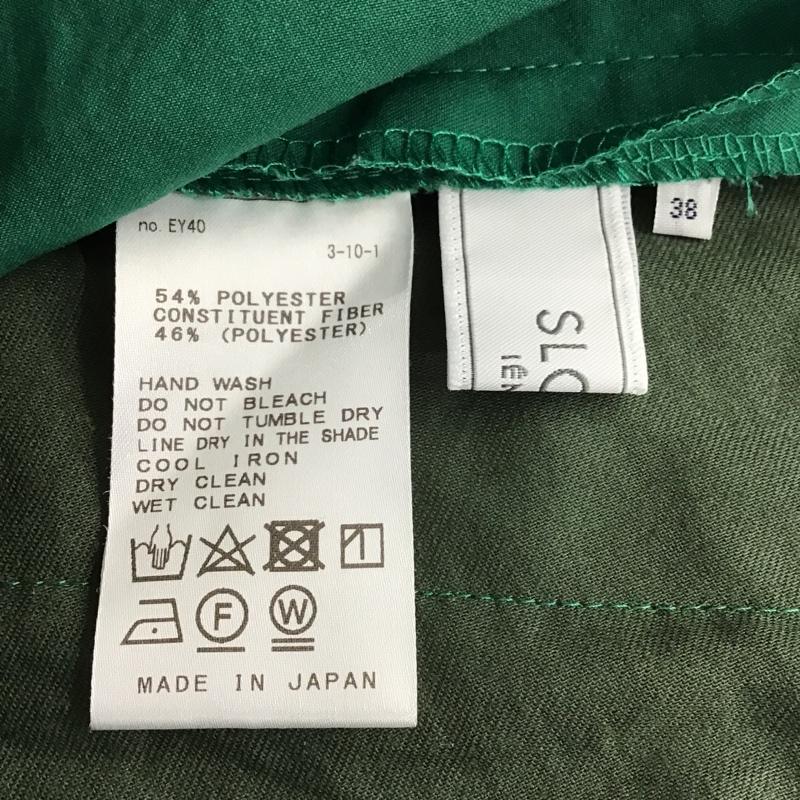 no. EY40
3-10-1
54% POLYESTER
CONSTITUENT FIBER
46% (POLYESTER)
HAND WASH
DO NOT BLEACH
DO NOT TUMBLE DRY
LINE DRY IN THE SHADE
COOL IRON
DRY CLEAN
WET CLEAN
F
W
MADE IN JAPAN
SLO
IÉN
38